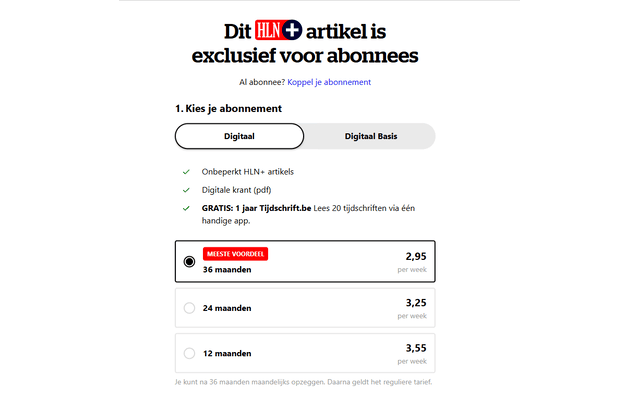 Dit HLN+ artikel is
exclusief voor abonnees
Al abonnee? Koppel je abonnement
1. Kies je abonnement
Digitaal
Digitaal Basis
Onbeperkt HLN+ artikels
Digitale krant (pdf)
GRATIS: 1 jaar Tijdschrift.be Lees 20 tijdschriften via één
handige app.
MEESTE VOORDEEL
2,95
36 maanden
per week
3,25
24 maanden
per week
3,55
12 maanden
per week
Je kunt na 36 maanden maandelijks opzeggen. Daarna geldt het reguliere tarief.